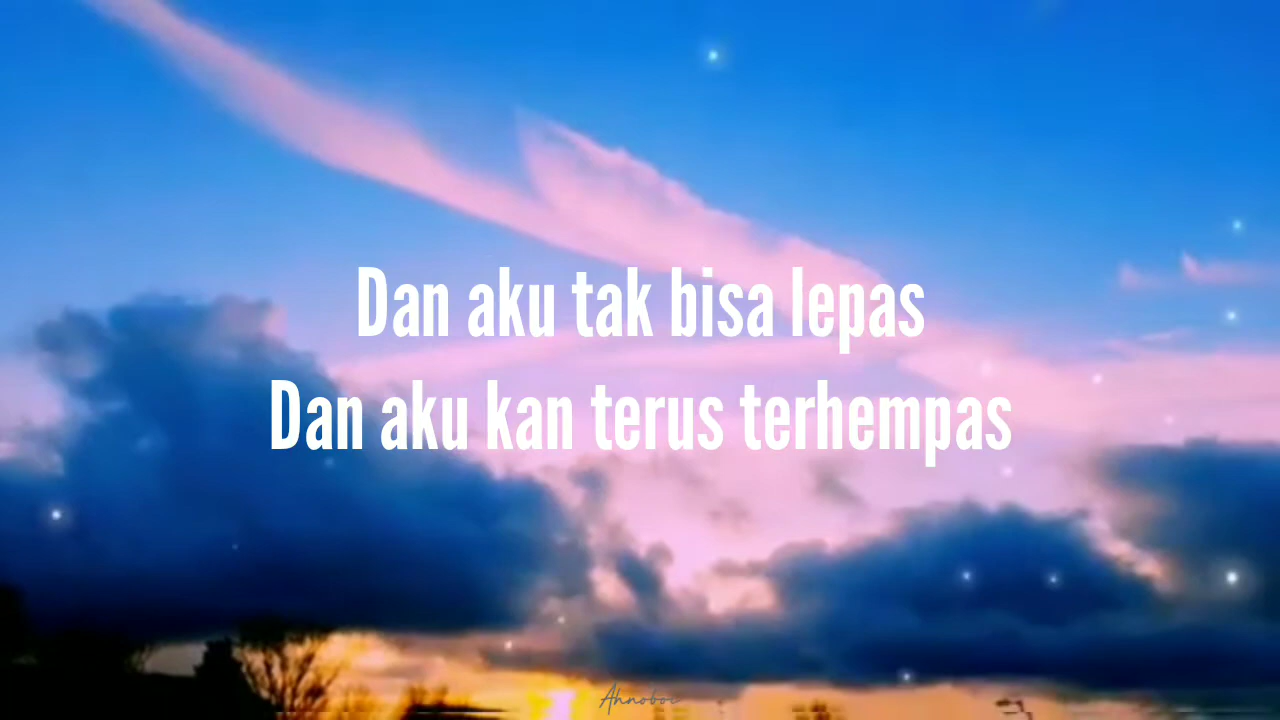 Dan aku tak bisa lepas
Dan aku kan terus terhempas
Ahnoboi